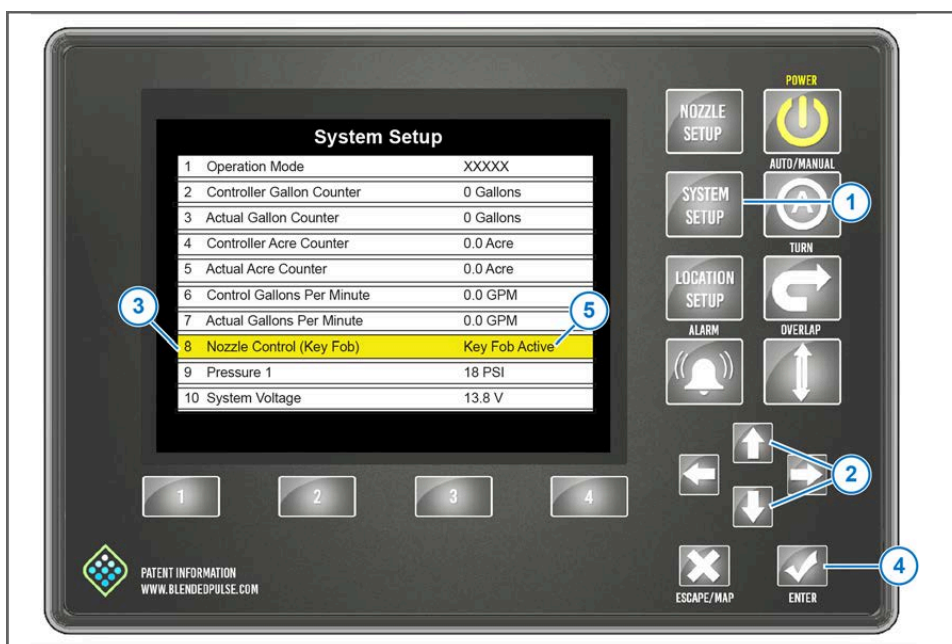 POWER
NOZZLE
SETUP
System Setup
1 Operation Mode XXXXX
2 Controller Gallon Counter 0 Gallons
3 Actual Gallon Counter 0 Gallons
4 Controller Acre Counter 0.0 Acre
5 Actual Acre Counter 0.0 Acre
6 Control Gallons Per Minute 0.0 GPM
7 Actual Gallons Per Minute 0.0 GPM
8 Nozzle Control (Key Fob) Key Fob Active
9 Pressure 1 18 PSI
10 System Voltage 13.8 V
3
5
AUTO/MANUAL
SYSTEM
SETUP
A
1
TURN
LOCATION
SETUP
ALARM
OVERLAP
2
1
2
3
4
PATENT INFORMATION
WWW.BLENDEDPULSE.COM
4
ESCAPE/MAP
ENTER